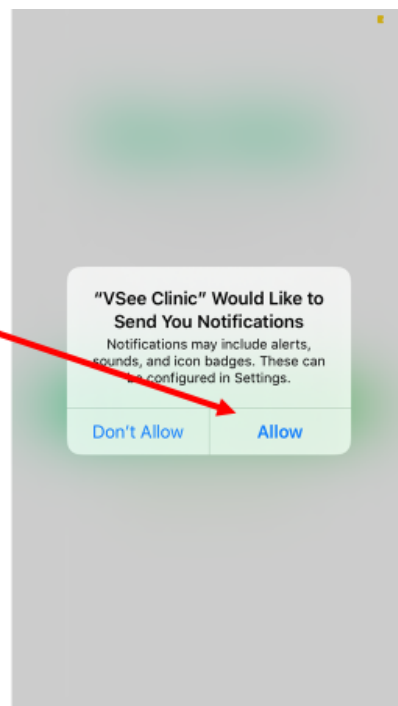 "VSee Clinic" Would Like to
Send You Notifications
Notifications may include alerts,
sounds, and icon badges. These can
be configured in Settings.
Don't Allow
Allow